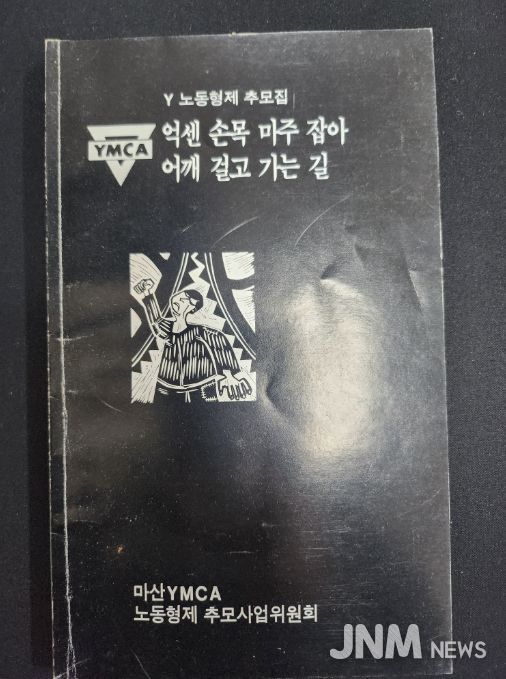 Y 노동형제 추모집
YMCA
억센 손목 마주 잡아
어깨 걸고 가는 길
마산YMCA
노동형제 추모사업위원회
JNM NEWS